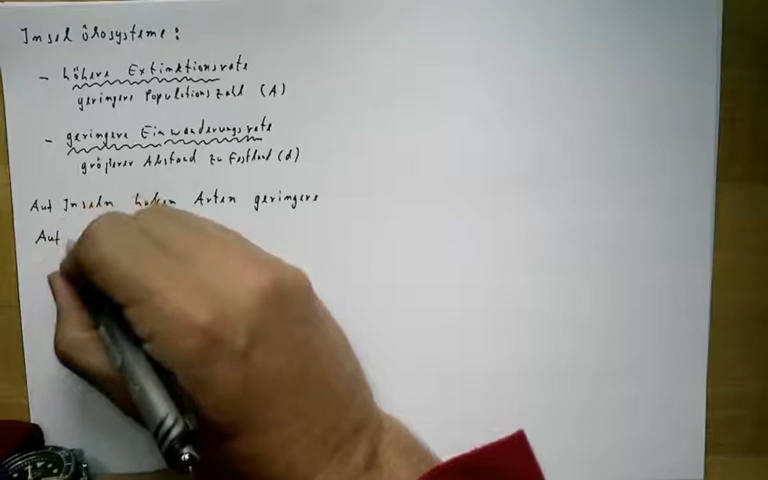 Insel ökosysteme:
- höhere Extinktionsrate
geringere Populationszahl (A)
- geringere Einwanderungsrate
größerer Abstand zu Festland (d)
Auf Inseln haben Arten geringere
Auf